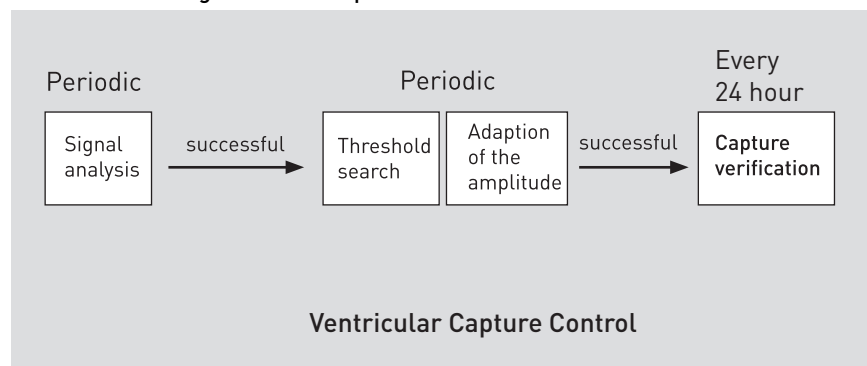 Periodic
Signal
analysis
successful
Periodic
Threshold
search
Adaption
of the
amplitude
successful
Every
24 hour
Capture
verification
Ventricular Capture Control